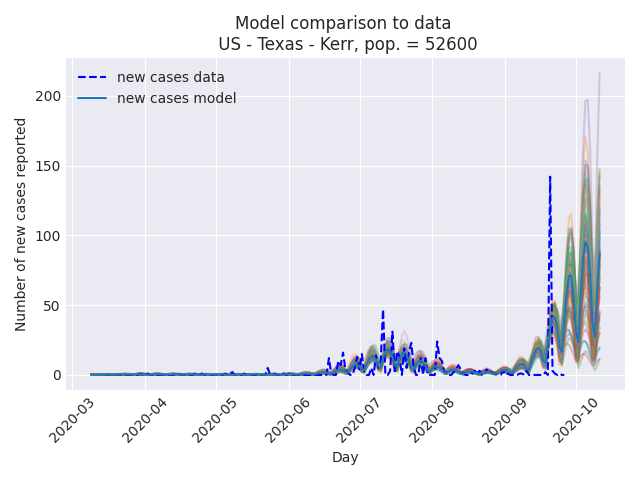 Model comparison to data
US - Texas - Kerr, pop. = 52600
new cases data
new cases model
Number of new cases reported
200
150
100
50
0
2020-03
2020-04
2020-05
2020-06
2020-07
2020-08
2020-09
2020-10
Day